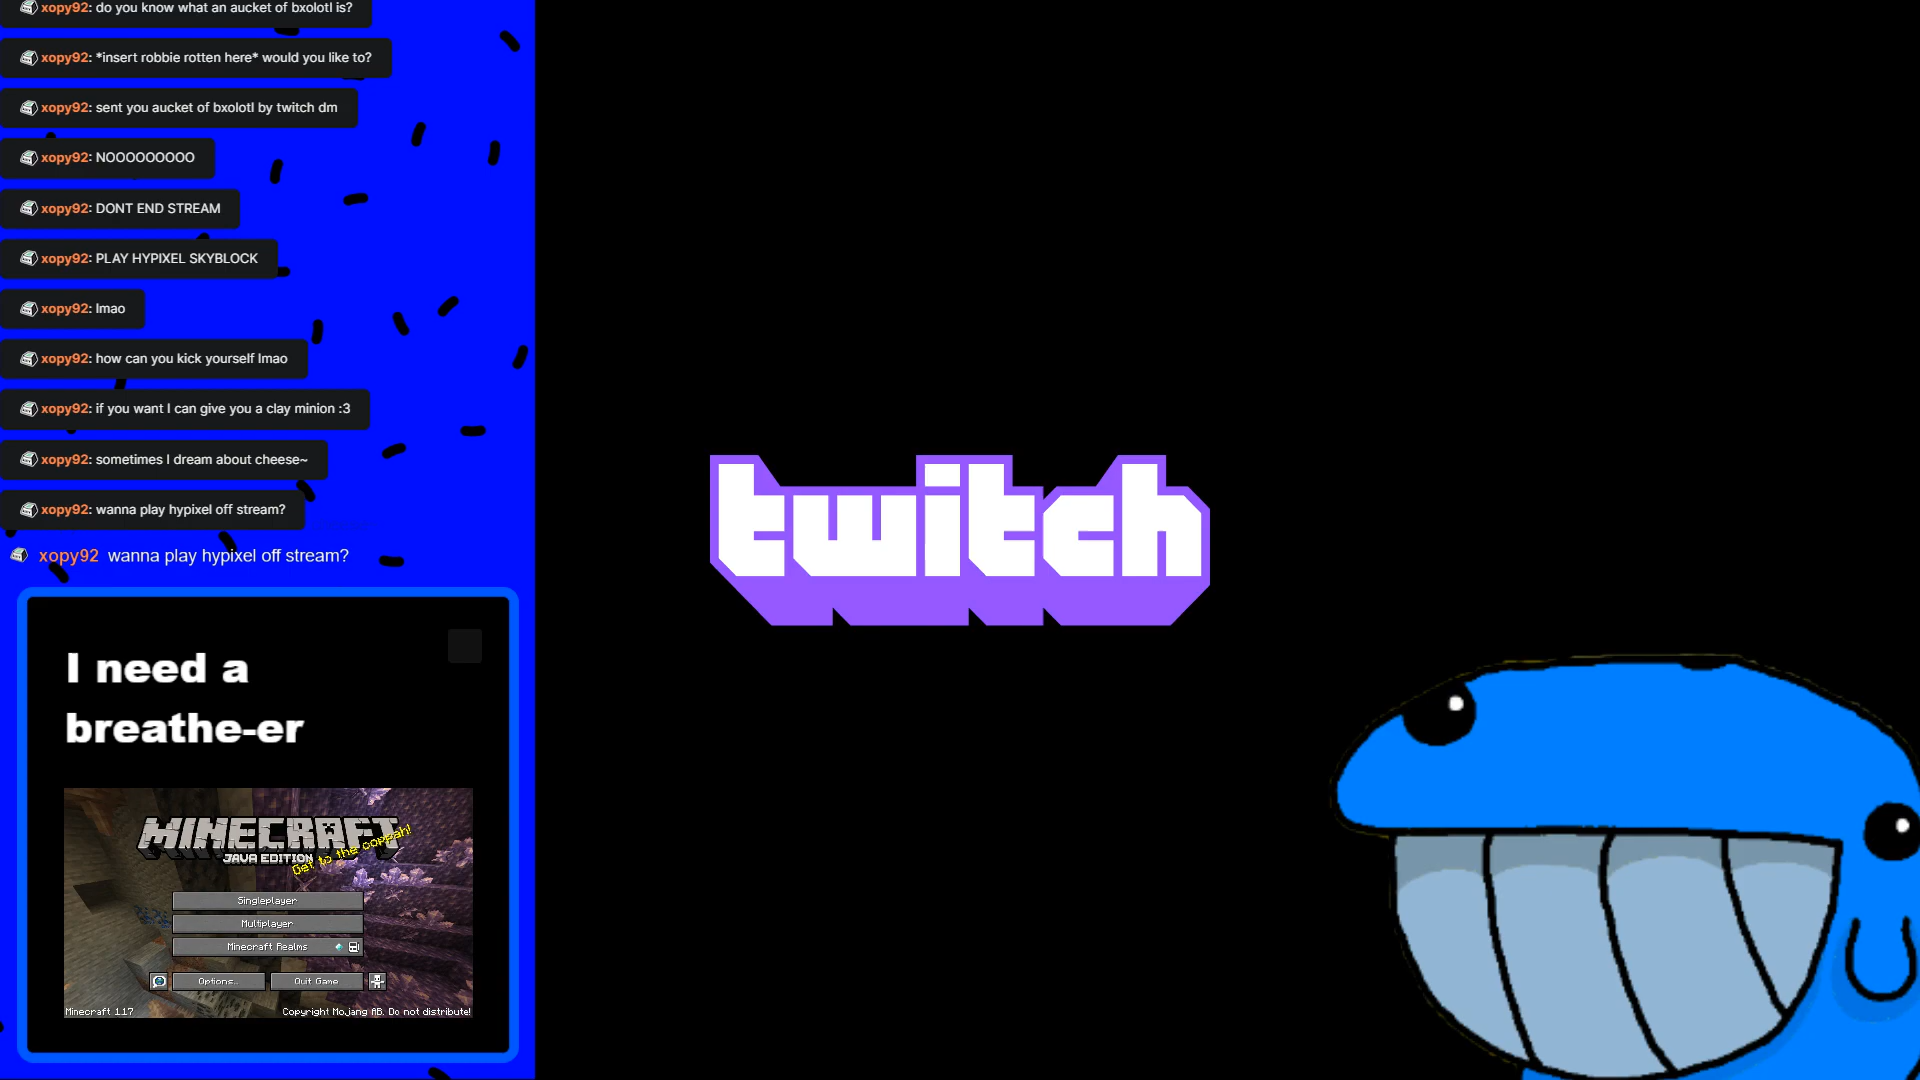 xopy92: do you know what an aucket of bxolotl is?
xopy92: *insert robbie rotten here* would you like to?
xopy92: sent you aucket of bxolotl by twitch dm
xopy92: NOOOOOOOOO
xopy92: DONT END STREAM
xopy92: PLAY HYPIXEL SKYBLOCK
xopy92: lmao
xopy92: how can you kick yourself lmao
xopy92: if you want I can give you a clay minion :3
xopy92: sometimes I dream about cheese~
xopy92: wanna play hypixel off stream?
xopy92 wanna play hypixel off stream?
I need a
breathe-er
MINECRAFT
JAVA EDITION
Get to the coppah!
Singleplayer
Multiplayer
Minecraft Realms
Options...
Quit Game
Minecraft 1.17
Copyright Mojang AB. Do not distribute!
twitch